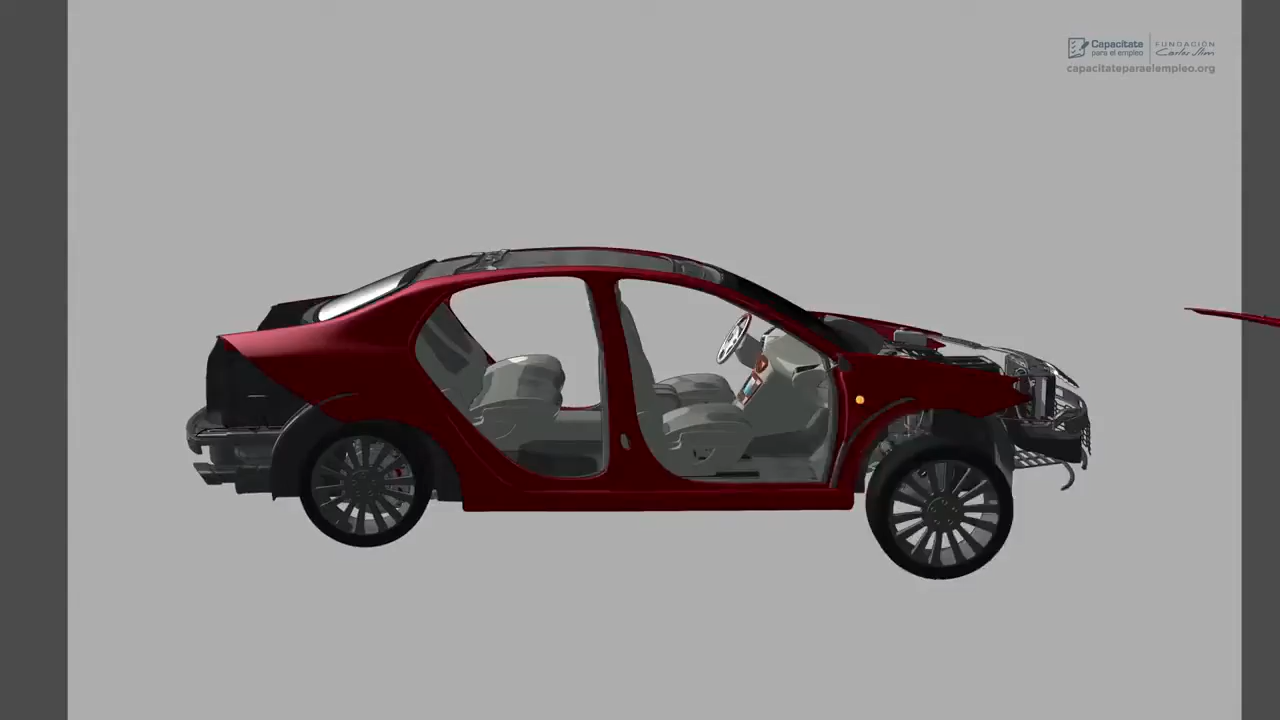 Capacítate
para el empleo
FUNDACIÓN
Carlos Slim
capacitateparaelempleo.org